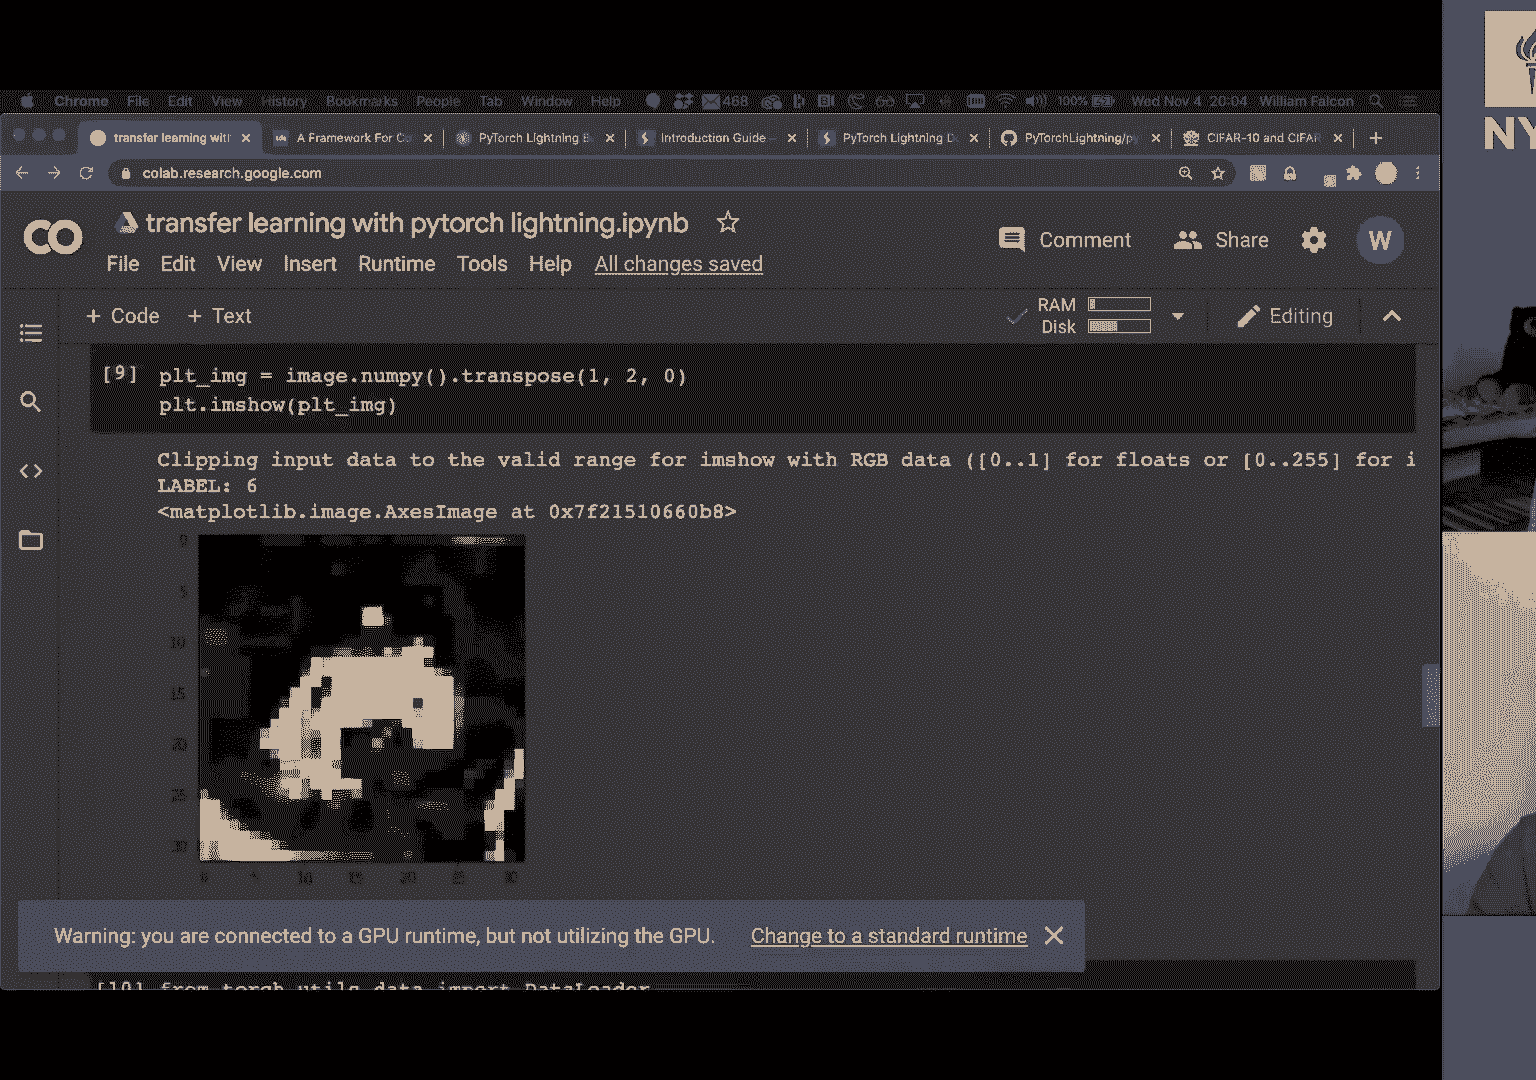 Chrome File Edit View History Bookmarks People Tab Window Help 468 100% Wed Nov 4 20:04 William Falcon
transfer learning with A Framework For PyTorch Lightning Introduction Guide PyTorch Lightning PyTorchLightning/py CIFAR-10 and CIFAR
colab.research.google.com
NY
CO transfer learning with pytorch lightning.ipynb
Comment Share W
File Edit View Insert Runtime Tools Help All changes saved
+ Code + Text RAM Disk Editing
[9] plt_img = image.numpy().transpose(1, 2, 0)
plt.imshow(plt_img)
Clipping input data to the valid range for imshow with RGB data ([0..1] for floats or [0..255] for i
LABEL: 6
<matplotlib.image.AxesImage at 0x7f21510660b8>
0
5
10
15
20
25
30
0 5 10 15 20 25 30
Warning: you are connected to a GPU runtime, but not utilizing the GPU. Change to a standard runtime
[10] from torch.utils.data import DataLoader